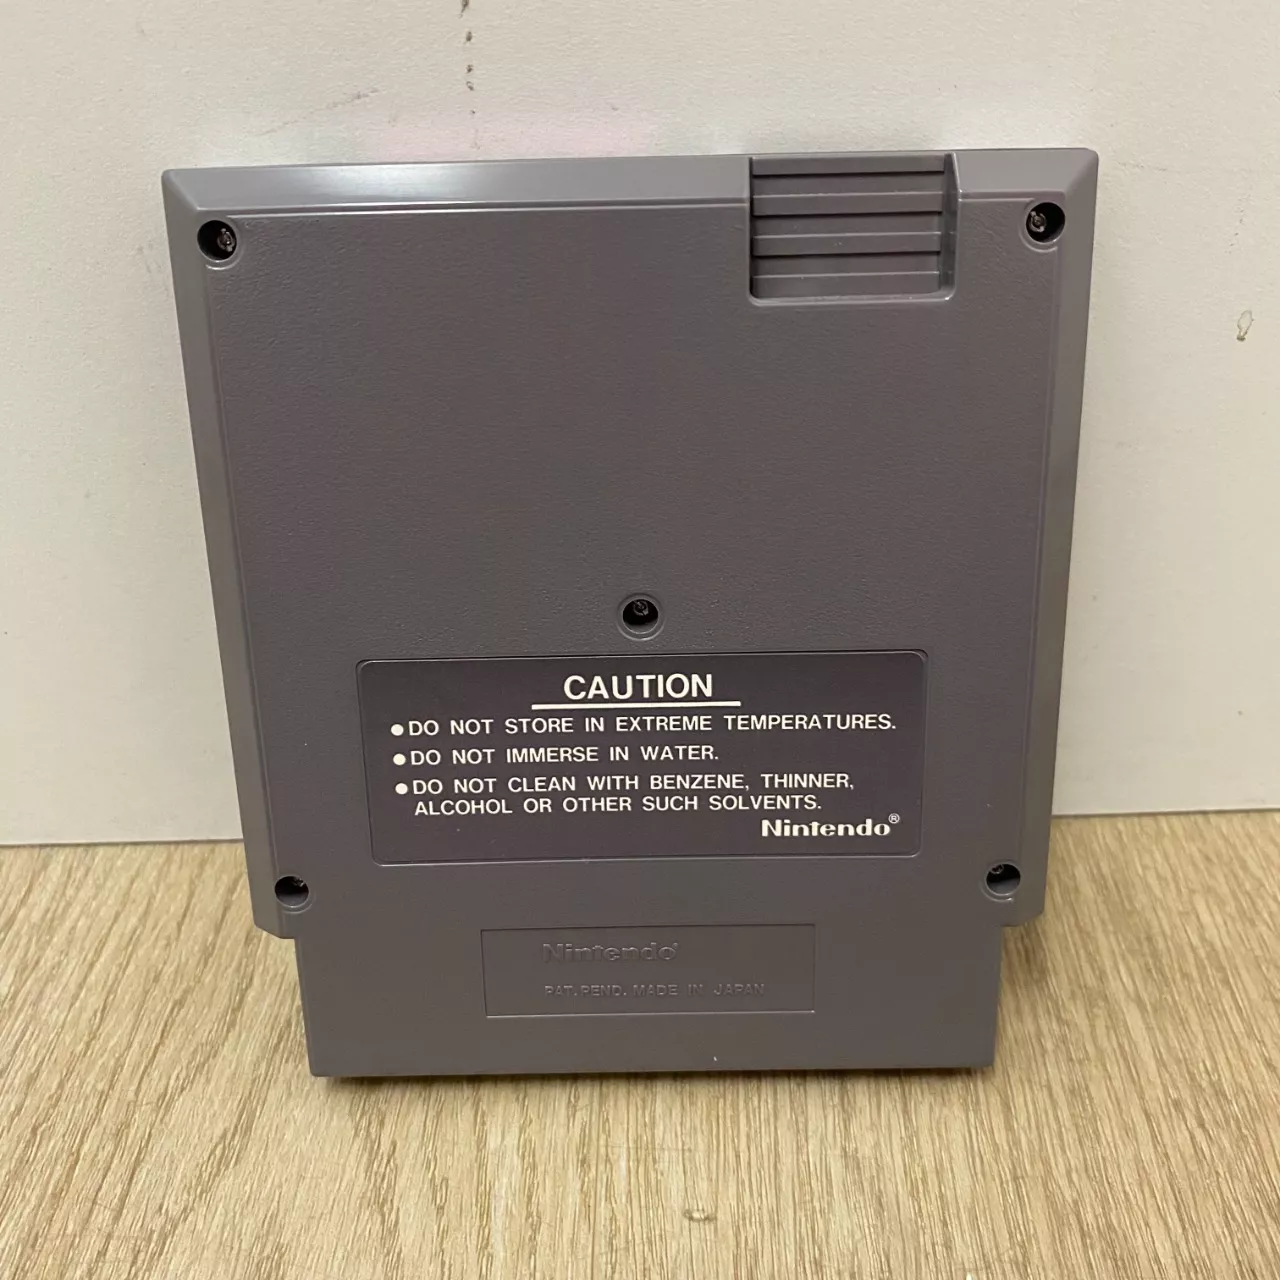 CAUTION
●DO NOT STORE IN EXTREME TEMPERATURES.
●DO NOT IMMERSE IN WATER.
●DO NOT CLEAN WITH BENZENE, THINNER,
ALCOHOL OR OTHER SUCH SOLVENTS.
Nintendo®
Nintendo®
PAT. PEND. MADE IN JAPAN